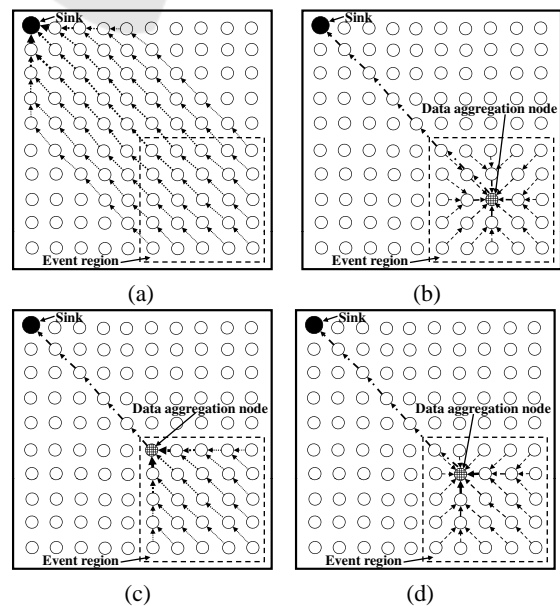 Sink
Event region
(a)
Sink
Data aggregation node
Event region
(b)
Sink
Data aggregation node
Event region
(c)
Sink
Data aggregation node
Event region
(d)